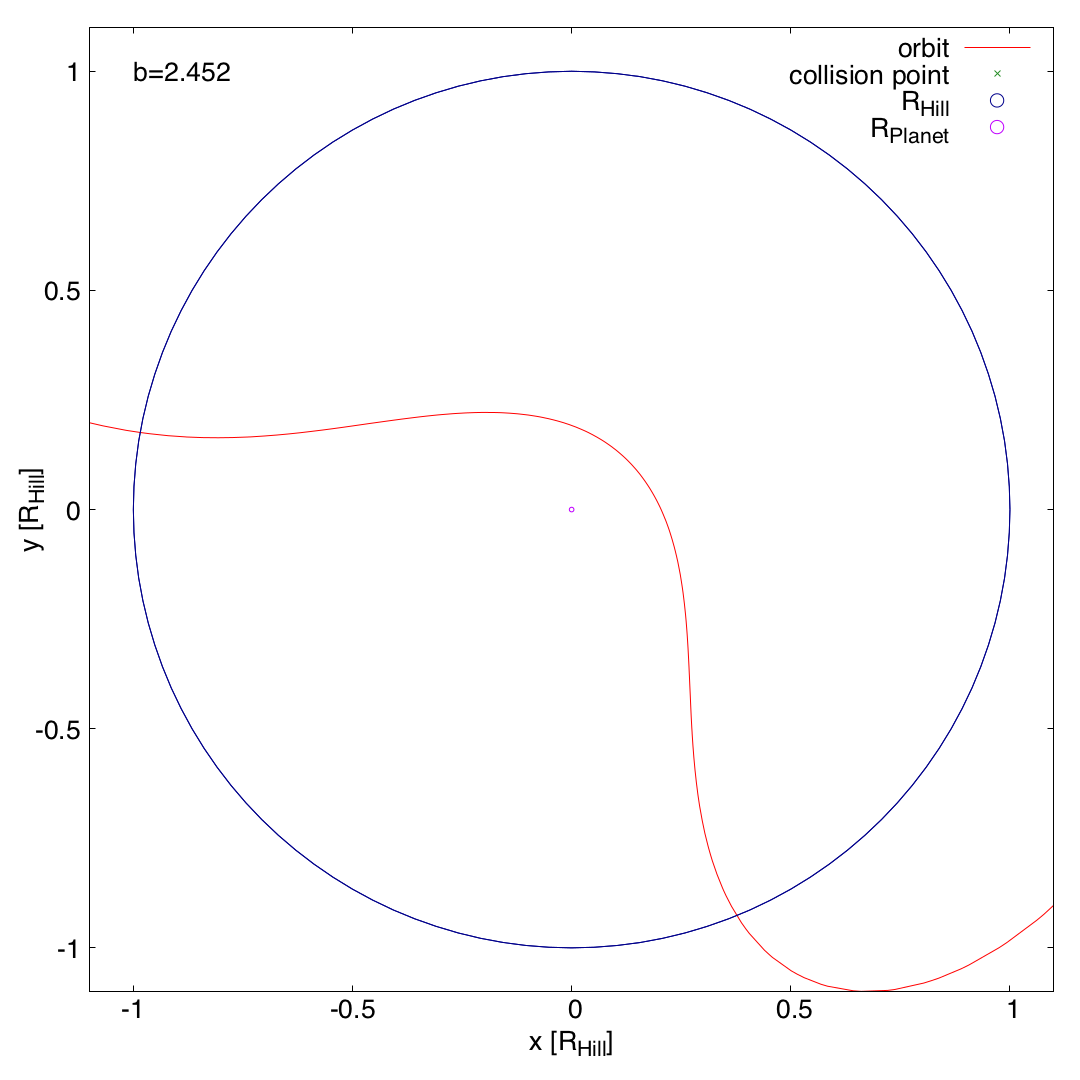 b=2.452
orbit
collision point
R_Hill
R_Planet
1
0.5
0
-0.5
-1
-1
-0.5
0
0.5
1
x [R_Hill]
y [R_Hill]